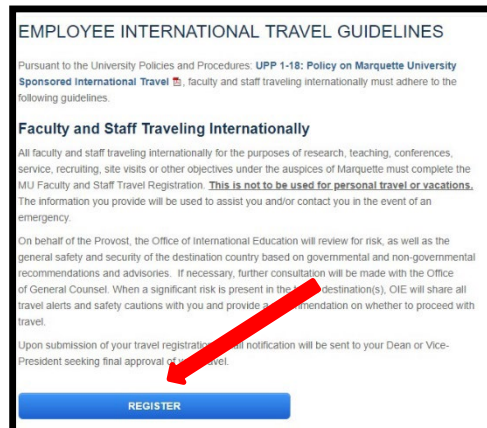 EMPLOYEE INTERNATIONAL TRAVEL GUIDELINES
Pursuant to the University Policies and Procedures: UPP 1-18: Policy on Marquette University
Sponsored International Travel , faculty and staff traveling internationally must adhere to the
following guidelines.
Faculty and Staff Traveling Internationally
All faculty and staff traveling internationally for the purposes of research, teaching, conferences,
service, recruiting, site visits or other objectives under the auspices of Marquette must complete the
MU Faculty and Staff Travel Registration. This is not to be used for personal travel or vacations.
The information you provide will be used to assist you and/or contact you in the event of an
emergency.
On behalf of the Provost, the Office of International Education will review for risk, as well as the
general safety and security of the destination country based on governmental and non-governmental
recommendations and advisories. If necessary, further consultation will be made with the Office
of General Counsel. When a significant risk is present in the destination(s), OIE will share all
travel alerts and safety cautions with you and provide a on whether to proceed with
travel.
Upon submission of your travel notification will be sent to your Dean or Vice-
President seeking final approval of
REGISTER